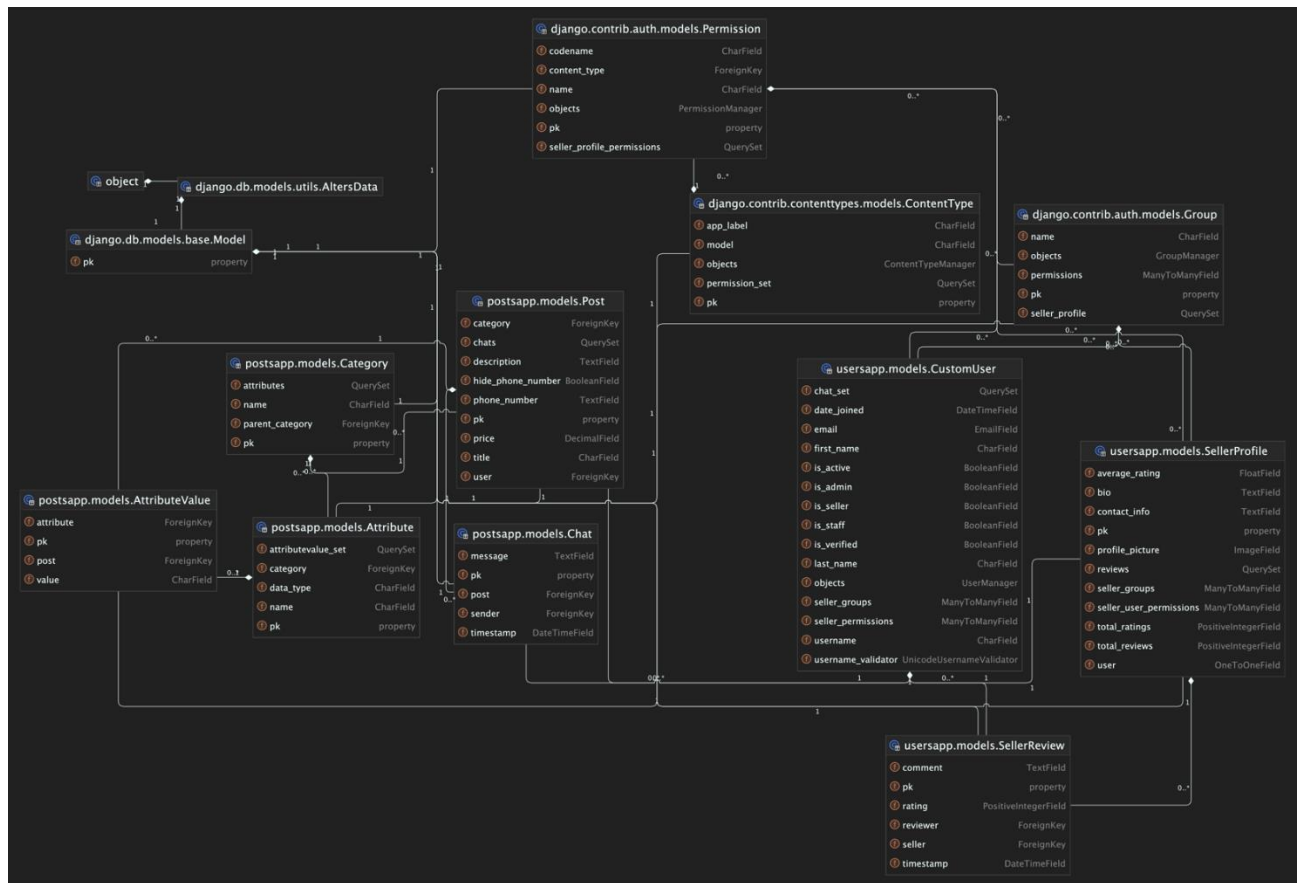 django.contrib.auth.models.Permission
codename CharField
content_type ForeignKey
name CharField
objects PermissionManager
pk property
seller_profile_permissions QuerySet
object
django.db.models.utils.AltersData
django.db.models.base.Model
pk property
django.contrib.contenttypes.models.ContentType
app_label CharField
model CharField
objects ContentTypeManager
permission_set QuerySet
pk property
django.contrib.auth.models.Group
name CharField
objects GroupManager
permissions ManyToManyField
pk property
seller_profile QuerySet
postsapp.models.Post
category ForeignKey
chats QuerySet
description TextField
hide_phone_number BooleanField
phone_number TextField
pk property
price DecimalField
title CharField
user ForeignKey
postsapp.models.Category
attributes QuerySet
name CharField
parent_category ForeignKey
pk property
usersapp.models.CustomUser
chat_set QuerySet
date_joined DateTimeField
email EmailField
first_name CharField
is_active BooleanField
is_admin BooleanField
is_seller BooleanField
is_staff BooleanField
is_verified BooleanField
last_name CharField
objects UserManager
seller_groups ManyToManyField
seller_permissions ManyToManyField
username CharField
username_validator UnicodeUsernameValidator
usersapp.models.SellerProfile
average_rating FloatField
bio TextField
contact_info TextField
pk property
profile_picture ImageField
reviews QuerySet
seller_groups ManyToManyField
seller_user_permissions ManyToManyField
total_ratings PositiveIntegerField
total_reviews PositiveIntegerField
user OneToOneField
postsapp.models.AttributeValue
attribute ForeignKey
pk property
post ForeignKey
value CharField
postsapp.models.Attribute
attributevalue_set QuerySet
category ForeignKey
data_type CharField
name CharField
pk property
postsapp.models.Chat
message TextField
pk property
post ForeignKey
sender ForeignKey
timestamp DateTimeField
usersapp.models.SellerReview
comment TextField
pk property
rating PositiveIntegerField
reviewer ForeignKey
seller ForeignKey
timestamp DateTimeField